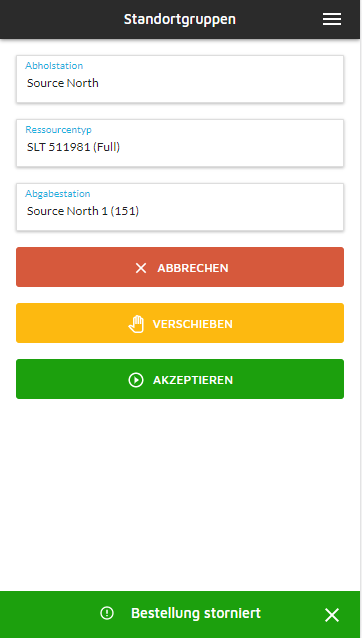 Standortgruppen
Abholstation
Source North
Ressourcentyp
SLT 511981 (Full)
Abgabestation
Source North 1 (151)
ABBRECHEN
VERSCHIEBEN
AKZEPTIEREN
Bestellung storniert